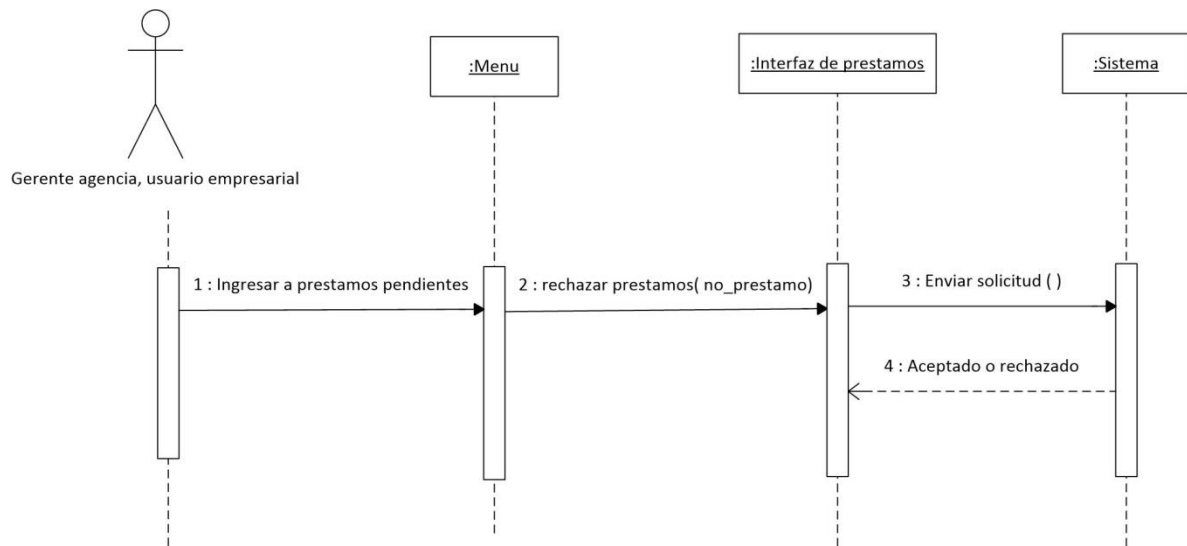 :Menu
:Interfaz de prestamos
:Sistema
Gerente agencia, usuario empresarial
1 : Ingresar a prestamos pendientes
2 : rechazar prestamos( no_prestamo)
3 : Enviar solicitud ( )
4 : Aceptado o rechazado